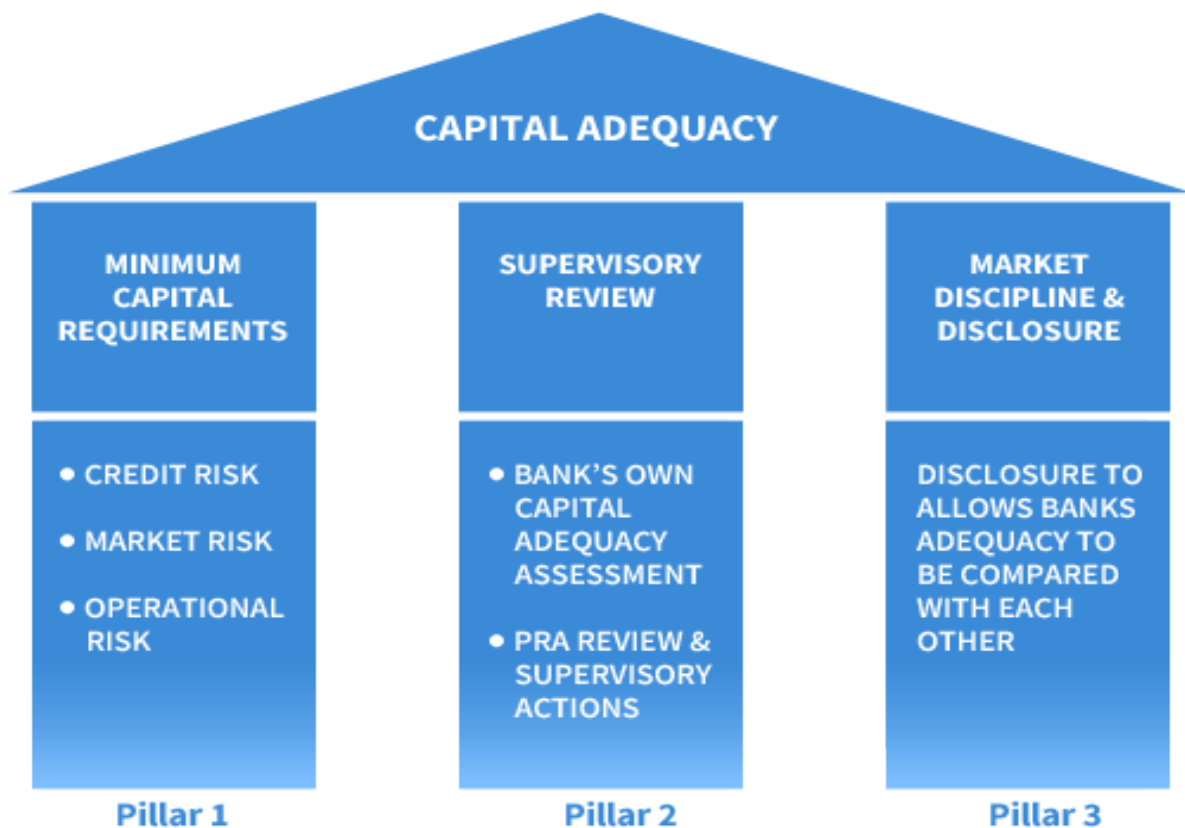 CAPITAL ADEQUACY
MINIMUM
CAPITAL
REQUIREMENTS
• CREDIT RISK
• MARKET RISK
• OPERATIONAL
RISK
Pillar 1
SUPERVISORY
REVIEW
• BANK’S OWN
CAPITAL
ADEQUACY
ASSESSMENT
• PRA REVIEW &
SUPERVISORY
ACTIONS
Pillar 2
MARKET
DISCIPLINE &
DISCLOSURE
DISCLOSURE TO
ALLOWS BANKS
ADEQUACY TO
BE COMPARED
WITH EACH
OTHER
Pillar 3